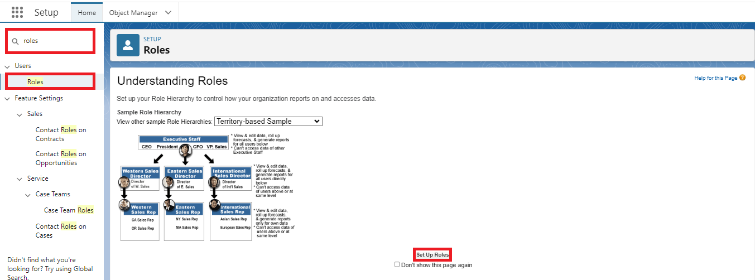 Setup
Home
Object Manager
roles
Users
Roles
Feature Settings
Sales
Contact Roles on
Contracts
Contact Roles on
Opportunities
Service
Case Teams
Case Team Roles
Contact Roles on
Cases
Didn't find what you're
looking for? Try using Global
Search.
SETUP
Roles
Understanding Roles
Help for this Page
Set up your Role Hierarchy to control how your organization reports on and accesses data.
Sample Role Hierarchy
View other sample Role Hierarchies: Territory-based Sample
Executive Staff
CEO President CFO VP, Sales
* View & edit data, roll up
forecasts, & generate reports
for all users below
* Can't access data of other
Executive Staff
Western Sales
Director
Director
of W. Sales
Eastern Sales
Director
Director
of E. Sales
International
Sales Director
Director
of Int'l Sales
* View & edit data,
roll up forecasts, &
generate reports for
all users directly
below
* Can't access data
of users above or at
same level
Western
Sales Rep
CA Sales Rep
OR Sales Rep
Eastern
Sales Rep
NY Sales Rep
MA Sales Rep
International
Sales Rep
Asian Sales Rep
European Sales Rep
* View & edit data,
roll up forecasts,
& generate reports
only for own data
* Can't access data of
users above or at
same level
Set Up Roles
Don't show this page again